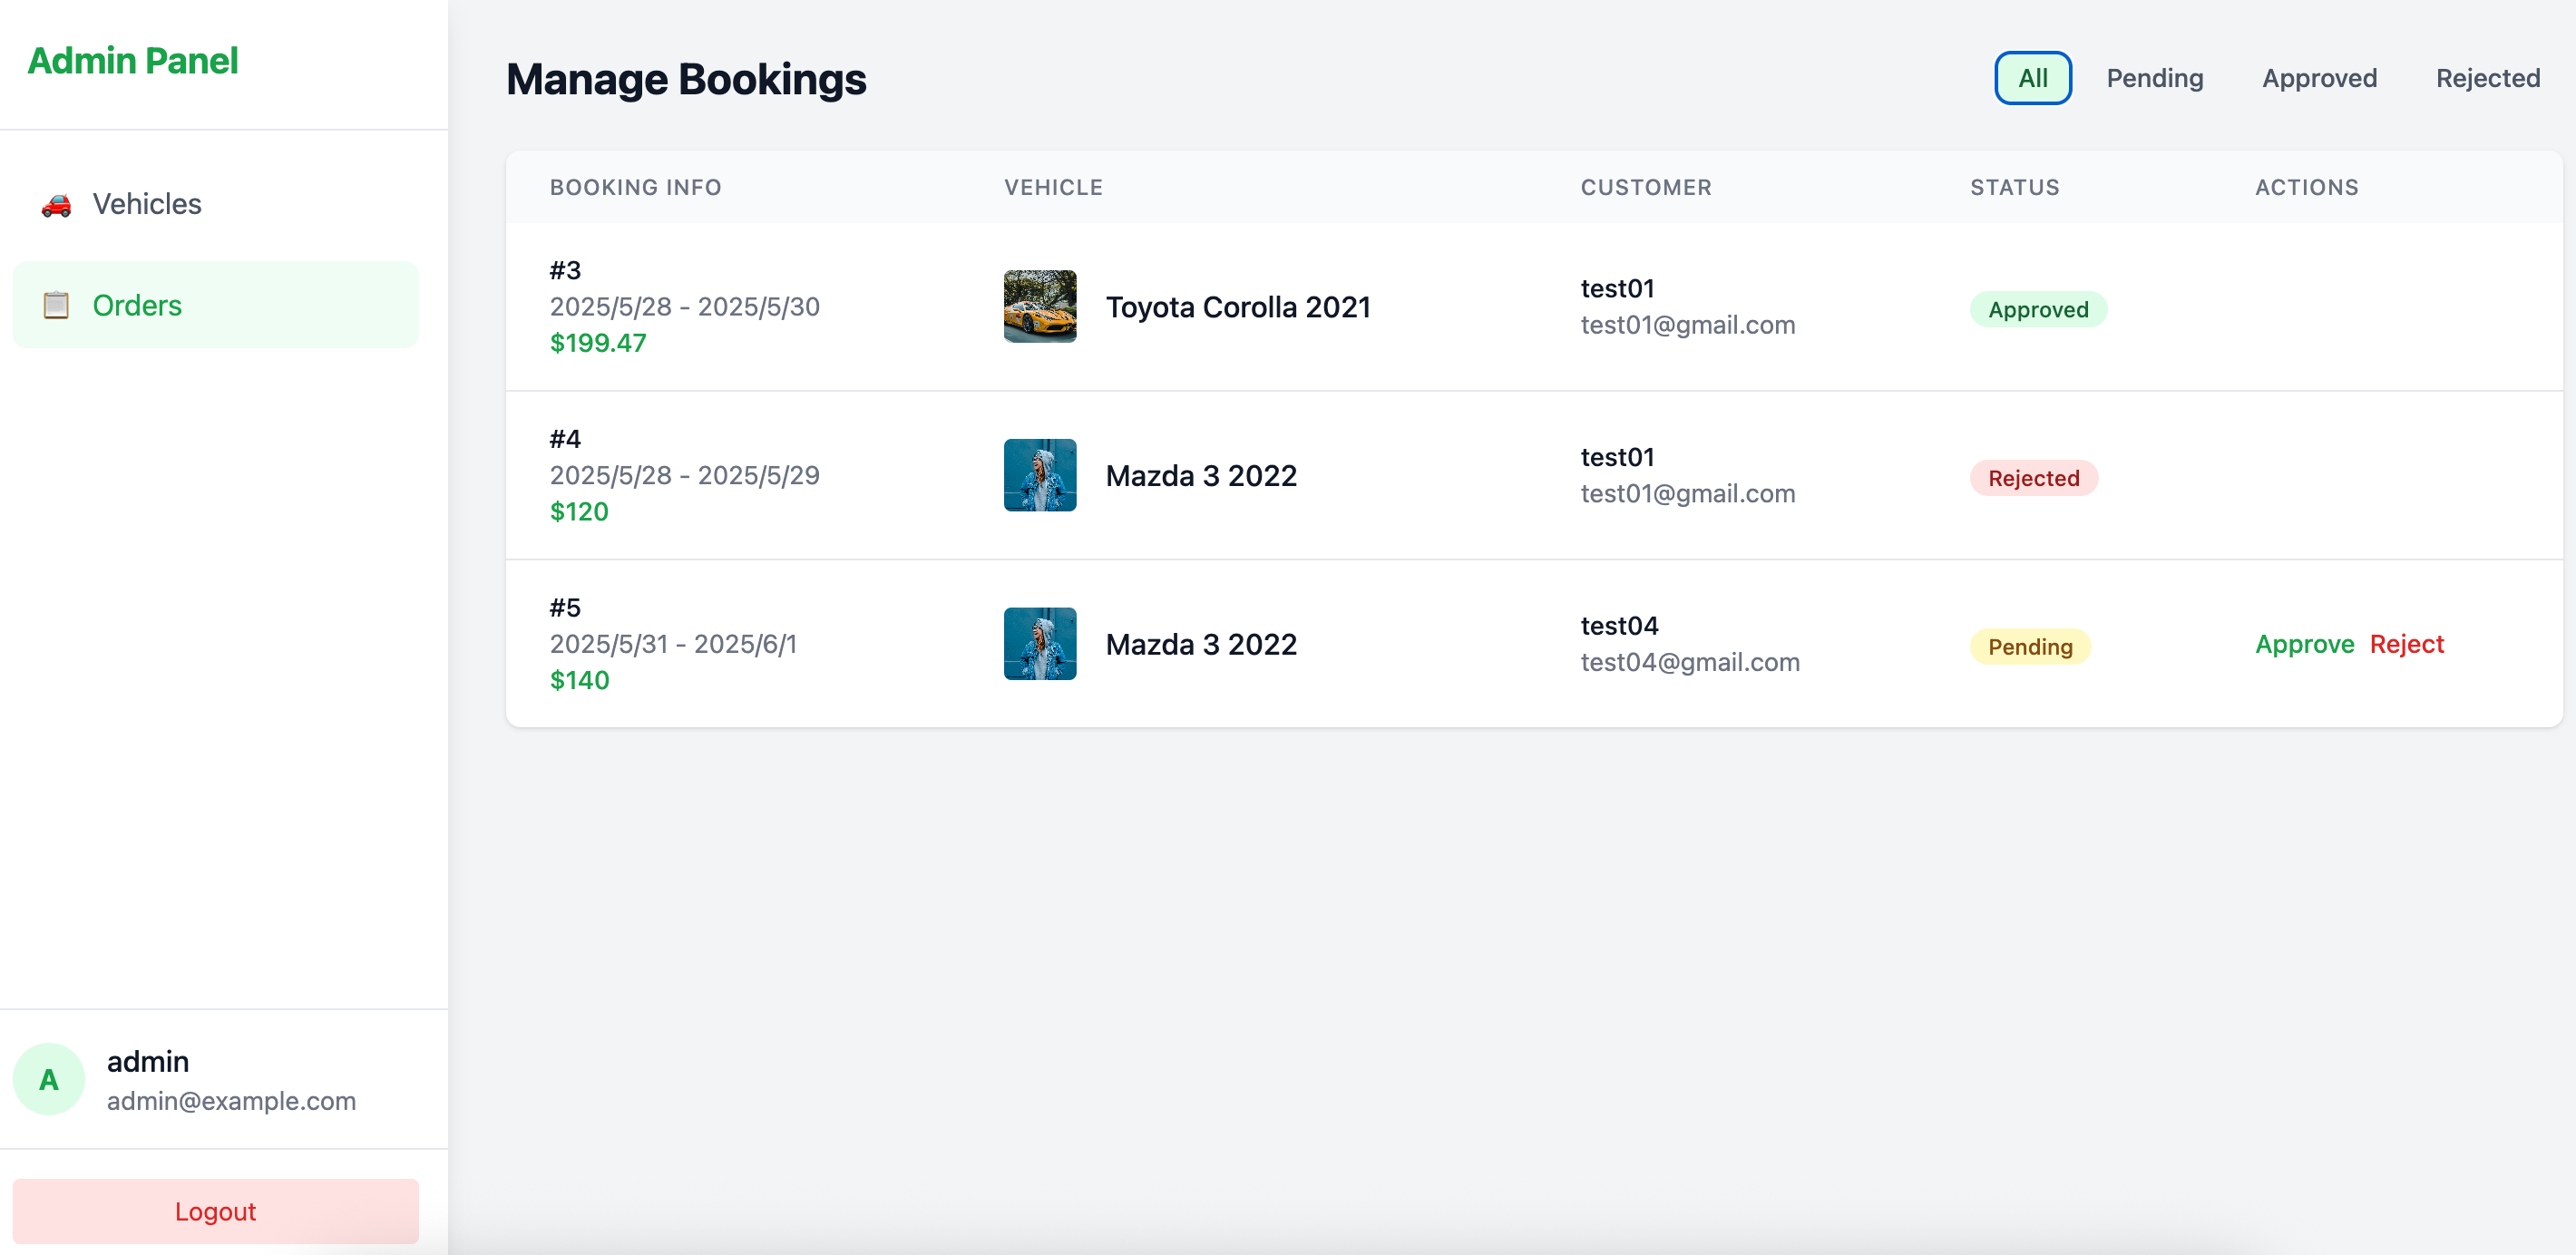 Admin Panel
Vehicles
Orders
admin
A
admin@example.com
Logout
Manage Bookings
All Pending Approved Rejected
BOOKING INFO VEHICLE CUSTOMER STATUS ACTIONS
#3
2025/5/28 - 2025/5/30
$199.47
Toyota Corolla 2021
test01
test01@gmail.com
Approved
#4
2025/5/28 - 2025/5/29
$120
Mazda 3 2022
test01
test01@gmail.com
Rejected
#5
2025/5/31 - 2025/6/1
$140
Mazda 3 2022
test04
test04@gmail.com
Pending
Approve Reject